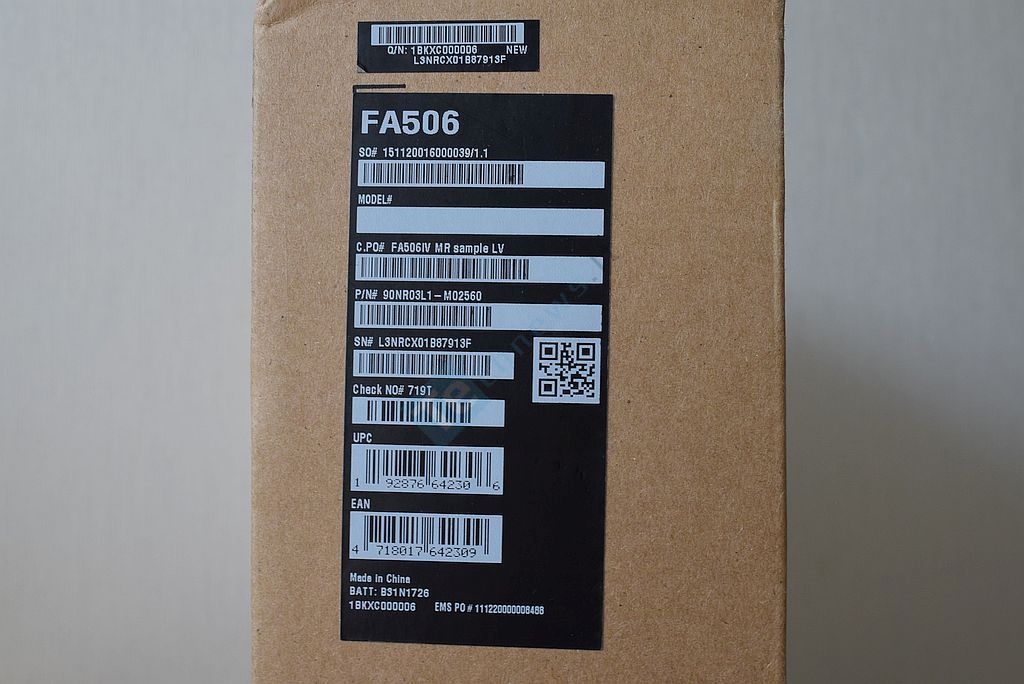 Q/N: 1BKXC000006 NEW
L3NRCX01B87913F
FA506
SO# 151120016000039/1.1
MODEL#
C.PO# FA506IV MR sample LV
P/N# 90NR03L1-M02560
SN# L3NRCX01B87913F
Check NO# 719T
UPC
1 92876 64230 6
EAN
4 718017 642309
Made in China
BATT: B31N1726
1BKXC000006 EMS PO # 111220000008488